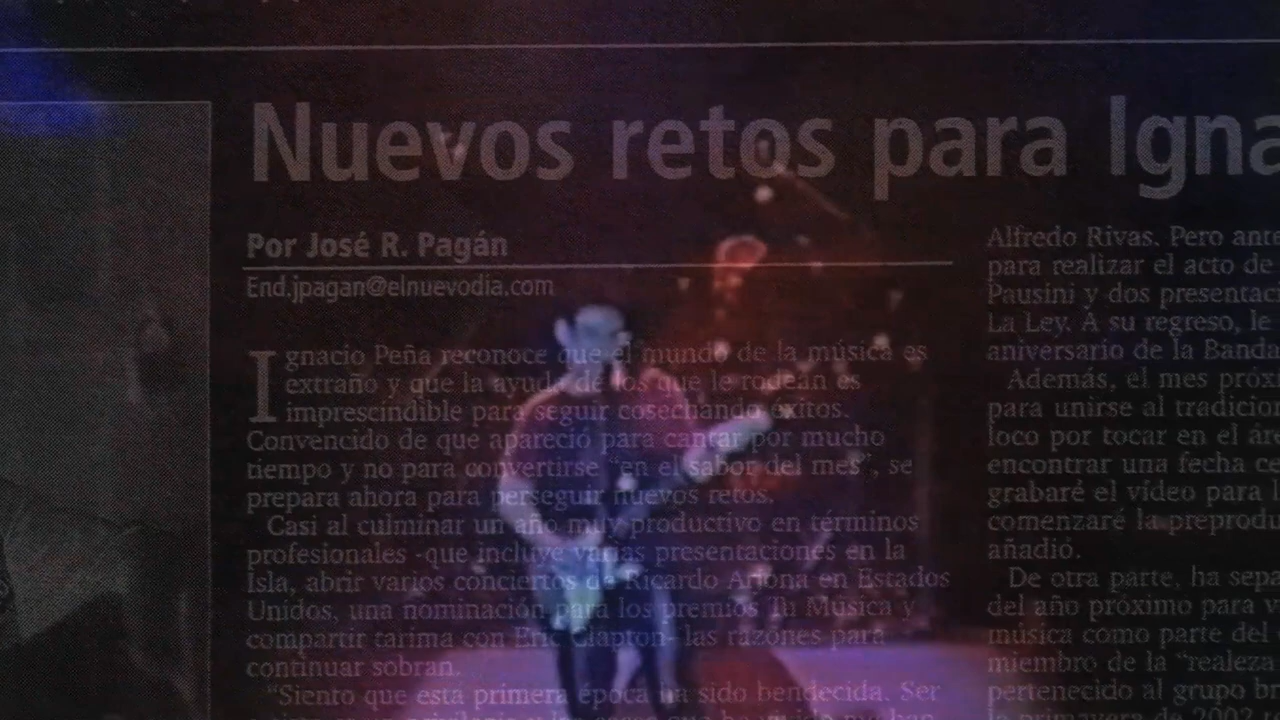 Nuevos retos para Igna
Por José R. Pagán
End.jpagan@elnuevodia.com
Ignacio Peña reconoce que el mundo de la música es
extraño y que la ayuda de los que le rodean es
imprescindible para seguir cosechando éxitos.
Convencido de que apareció para cantar por mucho
tiempo y no para convertirse "en el sabor del mes", se
prepara ahora para perseguir nuevos retos.
Casi al culminar un año muy productivo en términos
profesionales -que incluye varias presentaciones en la
Isla, abrir varios conciertos de Ricardo Arjona en Estados
Unidos, una nominación para los premios Tu Música y
compartir tarima con Eric Clapton- las razones para
continuar sobran.
"Siento que esta primera época ha sido bendecida. Ser
Alfredo Rivas. Pero ante
para realizar el acto de
Pausini y dos presentaci
La Ley. A su regreso, le
aniversario de la Banda
Además, el mes próxi
para unirse al tradicion
loco por tocar en el áre
encontrar una fecha ce
grabaré el vídeo para l
comenzaré la preprodu
añadió.
De otra parte, ha sepa
del año próximo para v
música como parte del
miembro de la "realeza
pertenecido al grupo br
la primavera de 2002